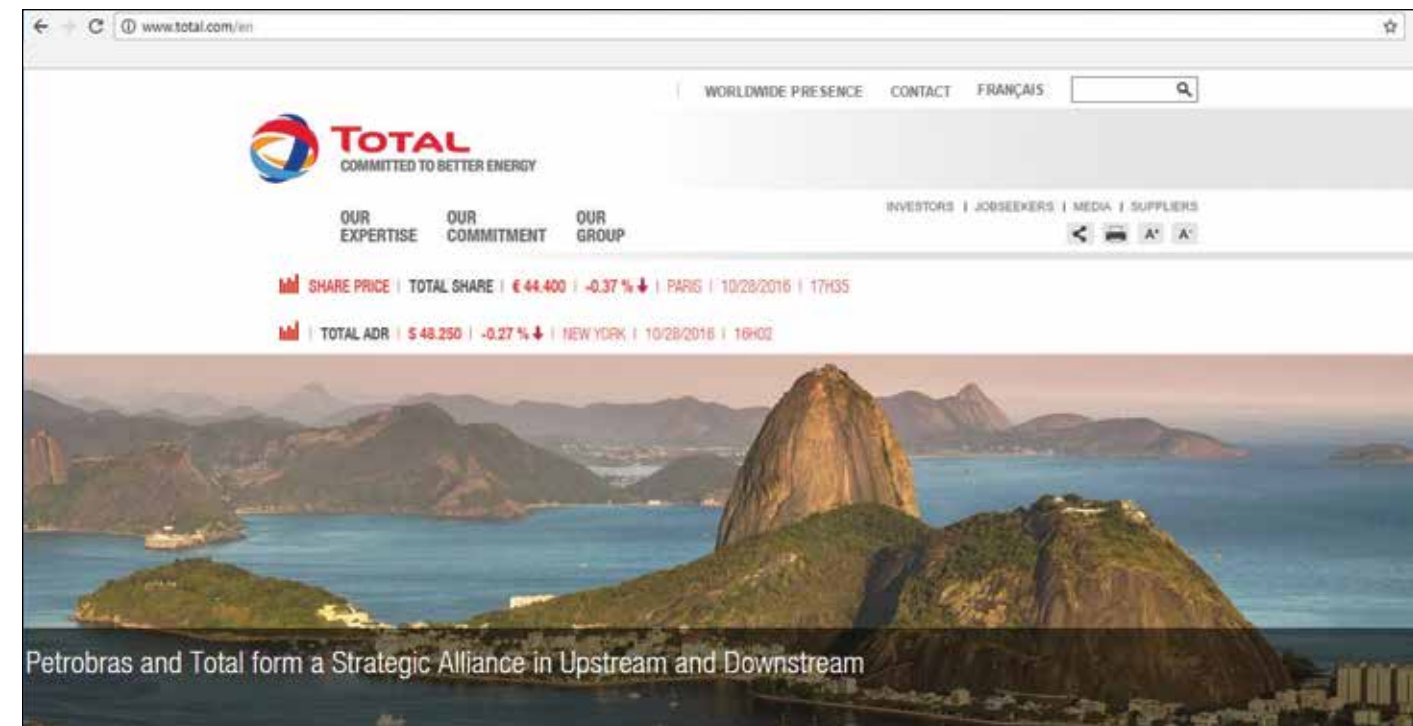 www.total.com/en
WORLDWIDE PRESENCE CONTACT FRANÇAIS
TOTAL
COMMITTED TO BETTER ENERGY
INVESTORS | JOBSEEKERS | MEDIA | SUPPLIERS
OUR EXPERTISE OUR COMMITMENT OUR GROUP
A+ A-
SHARE PRICE | TOTAL SHARE | € 44.400 | -0.37 % | PARIS | 10/28/2016 | 17H35
| TOTAL ADR | $ 48.250 | -0.27 % | NEW YORK | 10/28/2016 | 16H02
Petrobras and Total form a Strategic Alliance in Upstream and Downstream